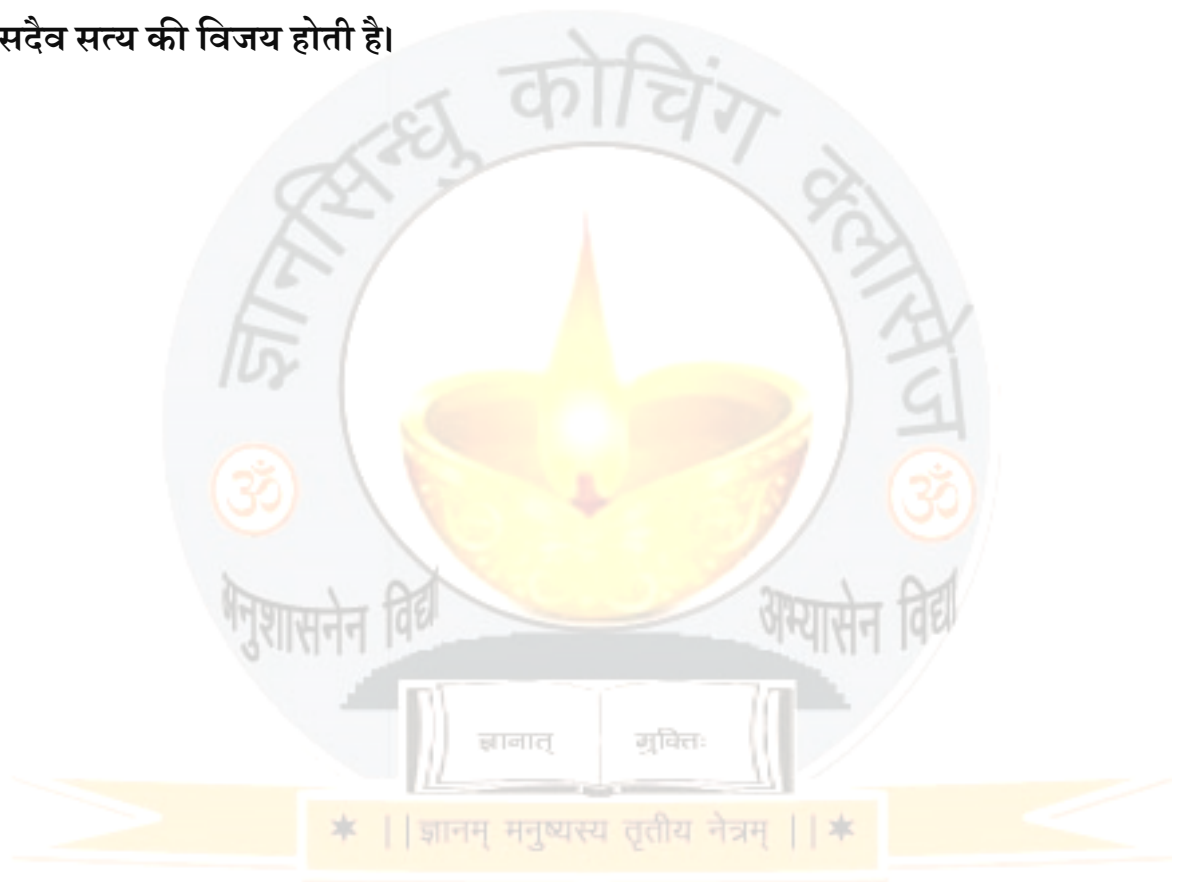 सदैव सत्य की विजय होती है।
ज्ञानसिन्धु कोचिंग क्लासेज
ॐ ॐ
अनुशासनेन विद्या अभ्यासेन विद्या
ज्ञानात् मुक्तिः
||ज्ञानम् मनुष्यस्य तृतीय नेत्रम् ||